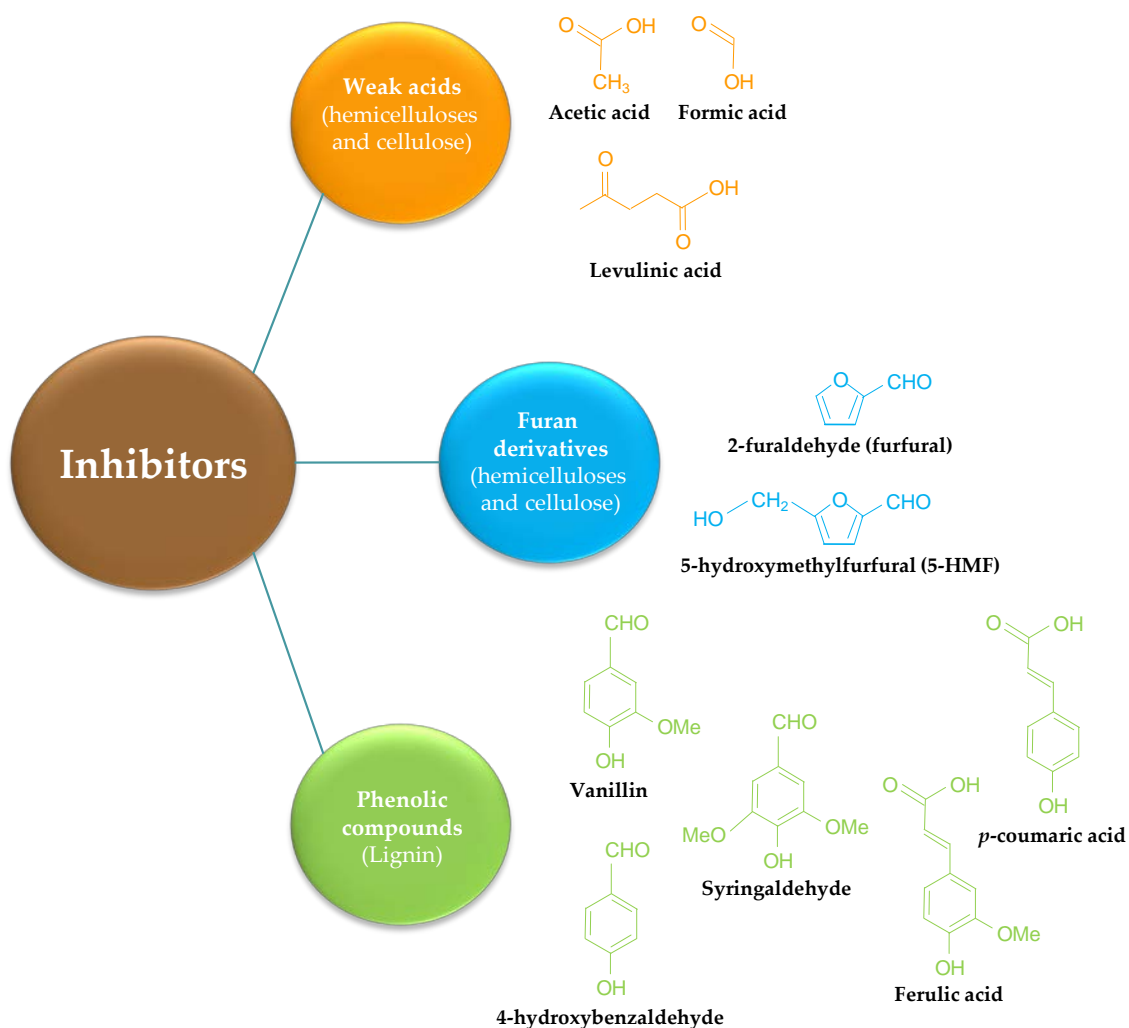 Inhibitors
Weak acids
(hemicelluloses
and cellulose)
O
OH
CH3
Acetic acid
O
OH
Formic acid
O
OH
O
Levulinic acid
Furan
derivatives
(hemicelluloses
and cellulose)
O
CHO
2-furaldehyde (furfural)
HO
CH2
O
CHO
5-hydroxymethylfurfural (5-HMF)
Phenolic
compounds
(Lignin)
CHO
OMe
OH
Vanillin
CHO
MeO
OMe
OH
Syringaldehyde
O
OH
OH
p-coumaric acid
CHO
OH
4-hydroxybenzaldehyde
O
OH
OMe
OH
Ferulic acid